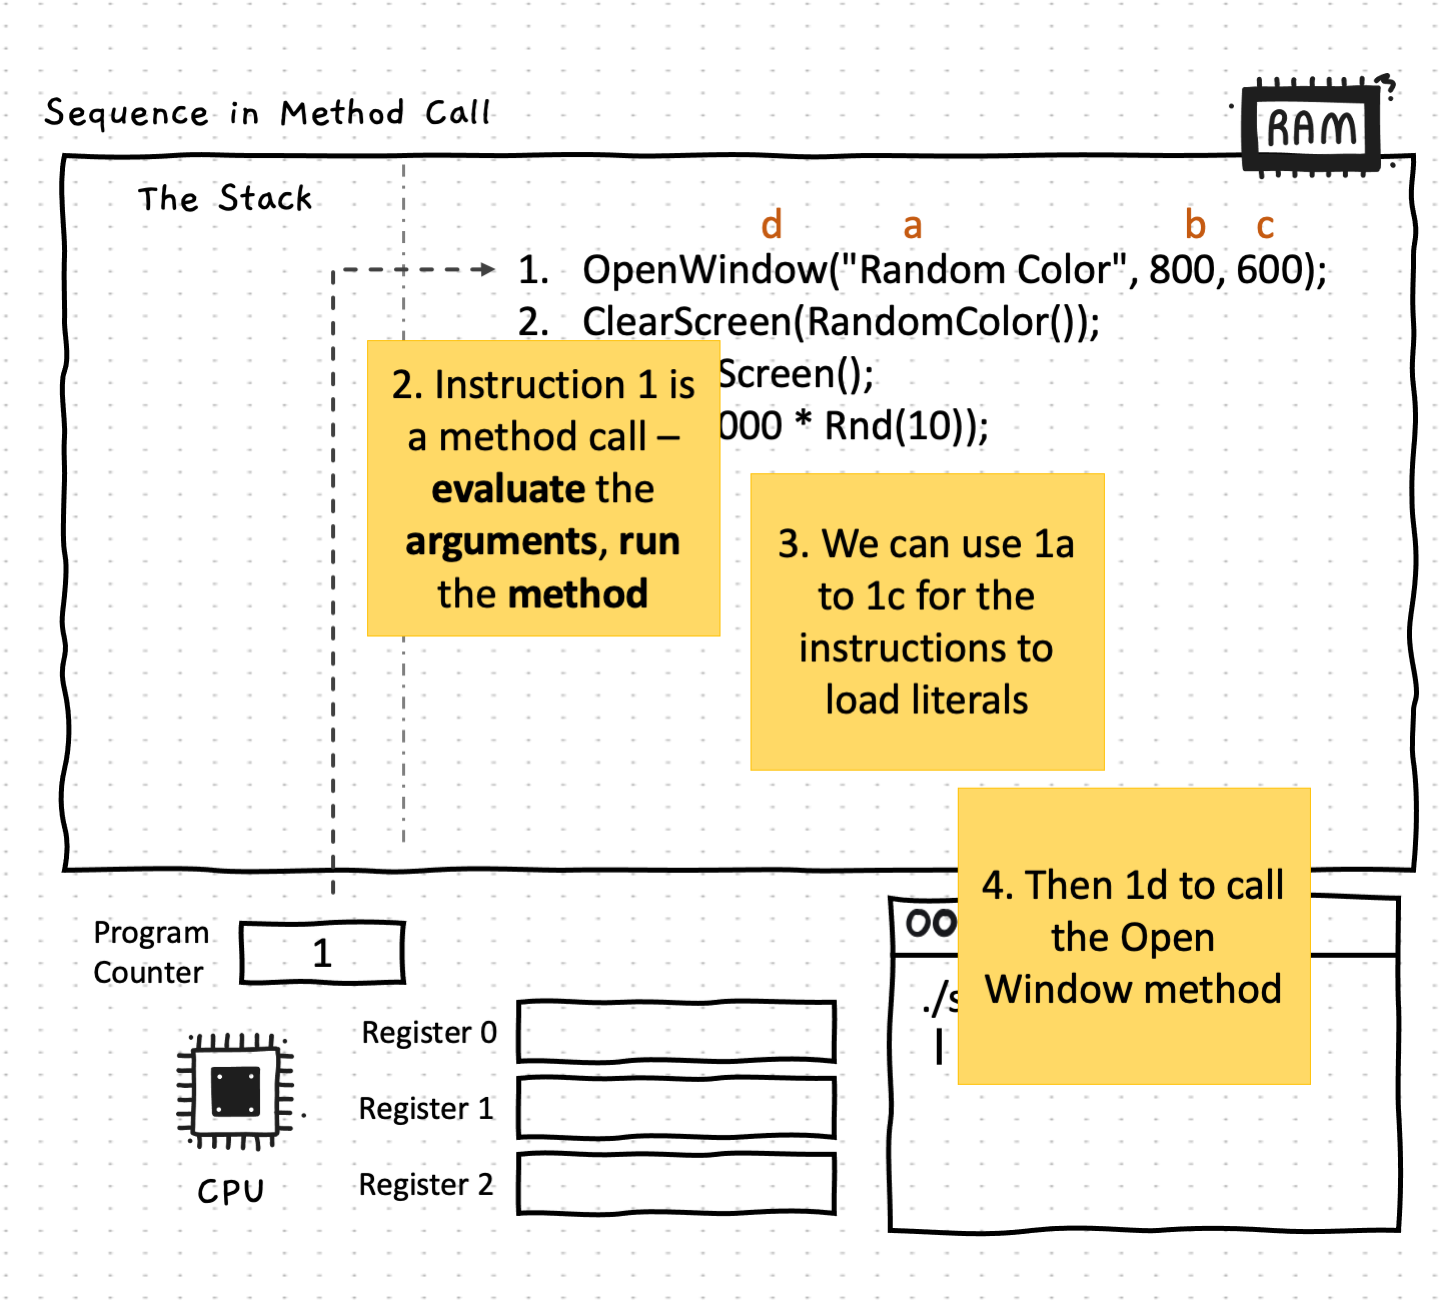 Sequence in Method Call
RAM
The Stack
d a b c
1. OpenWindow("Random Color", 800, 600);
2. ClearScreen(RandomColor());
Screen();
000 * Rnd(10));
2. Instruction 1 is
a method call –
evaluate the
arguments, run
the method
3. We can use 1a
to 1c for the
instructions to
load literals
4. Then 1d to call
the Open
Window method
Program
Counter
1
Register 0
Register 1
Register 2
CPU
./s